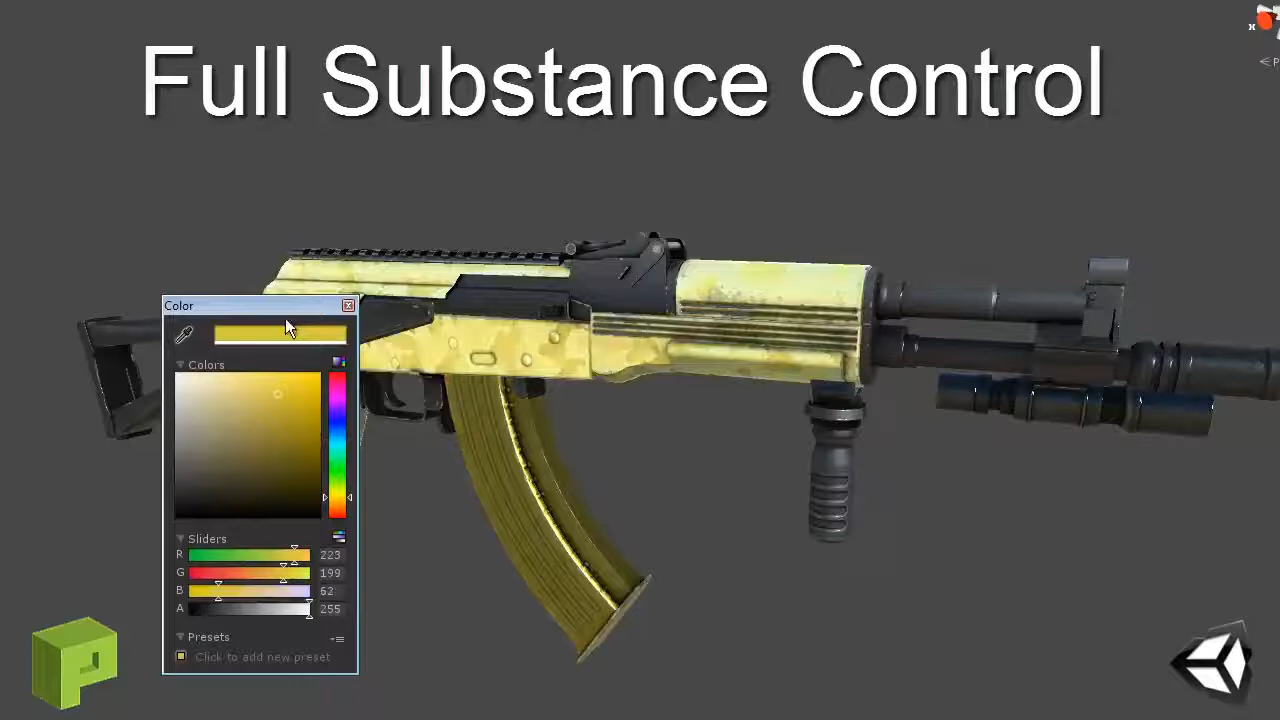 Full Substance Control
x
< P
Color
Colors
Sliders
R 223
G 199
B 62
A 255
Presets
Click to add new preset
P